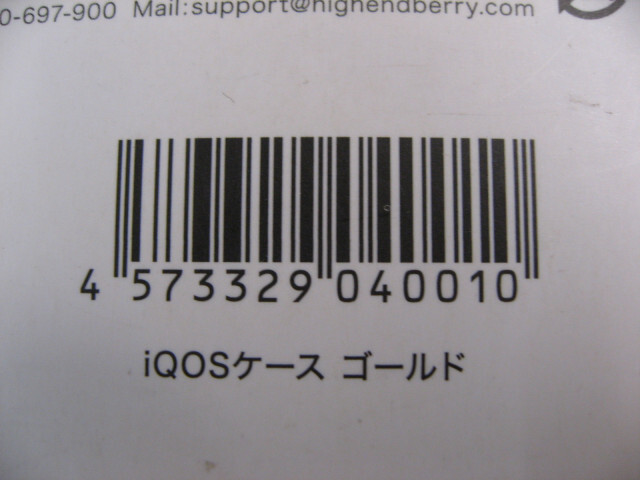 0-697-900 Mail:support@highendberry.com
4 573329 040010
iQOSケース ゴールド